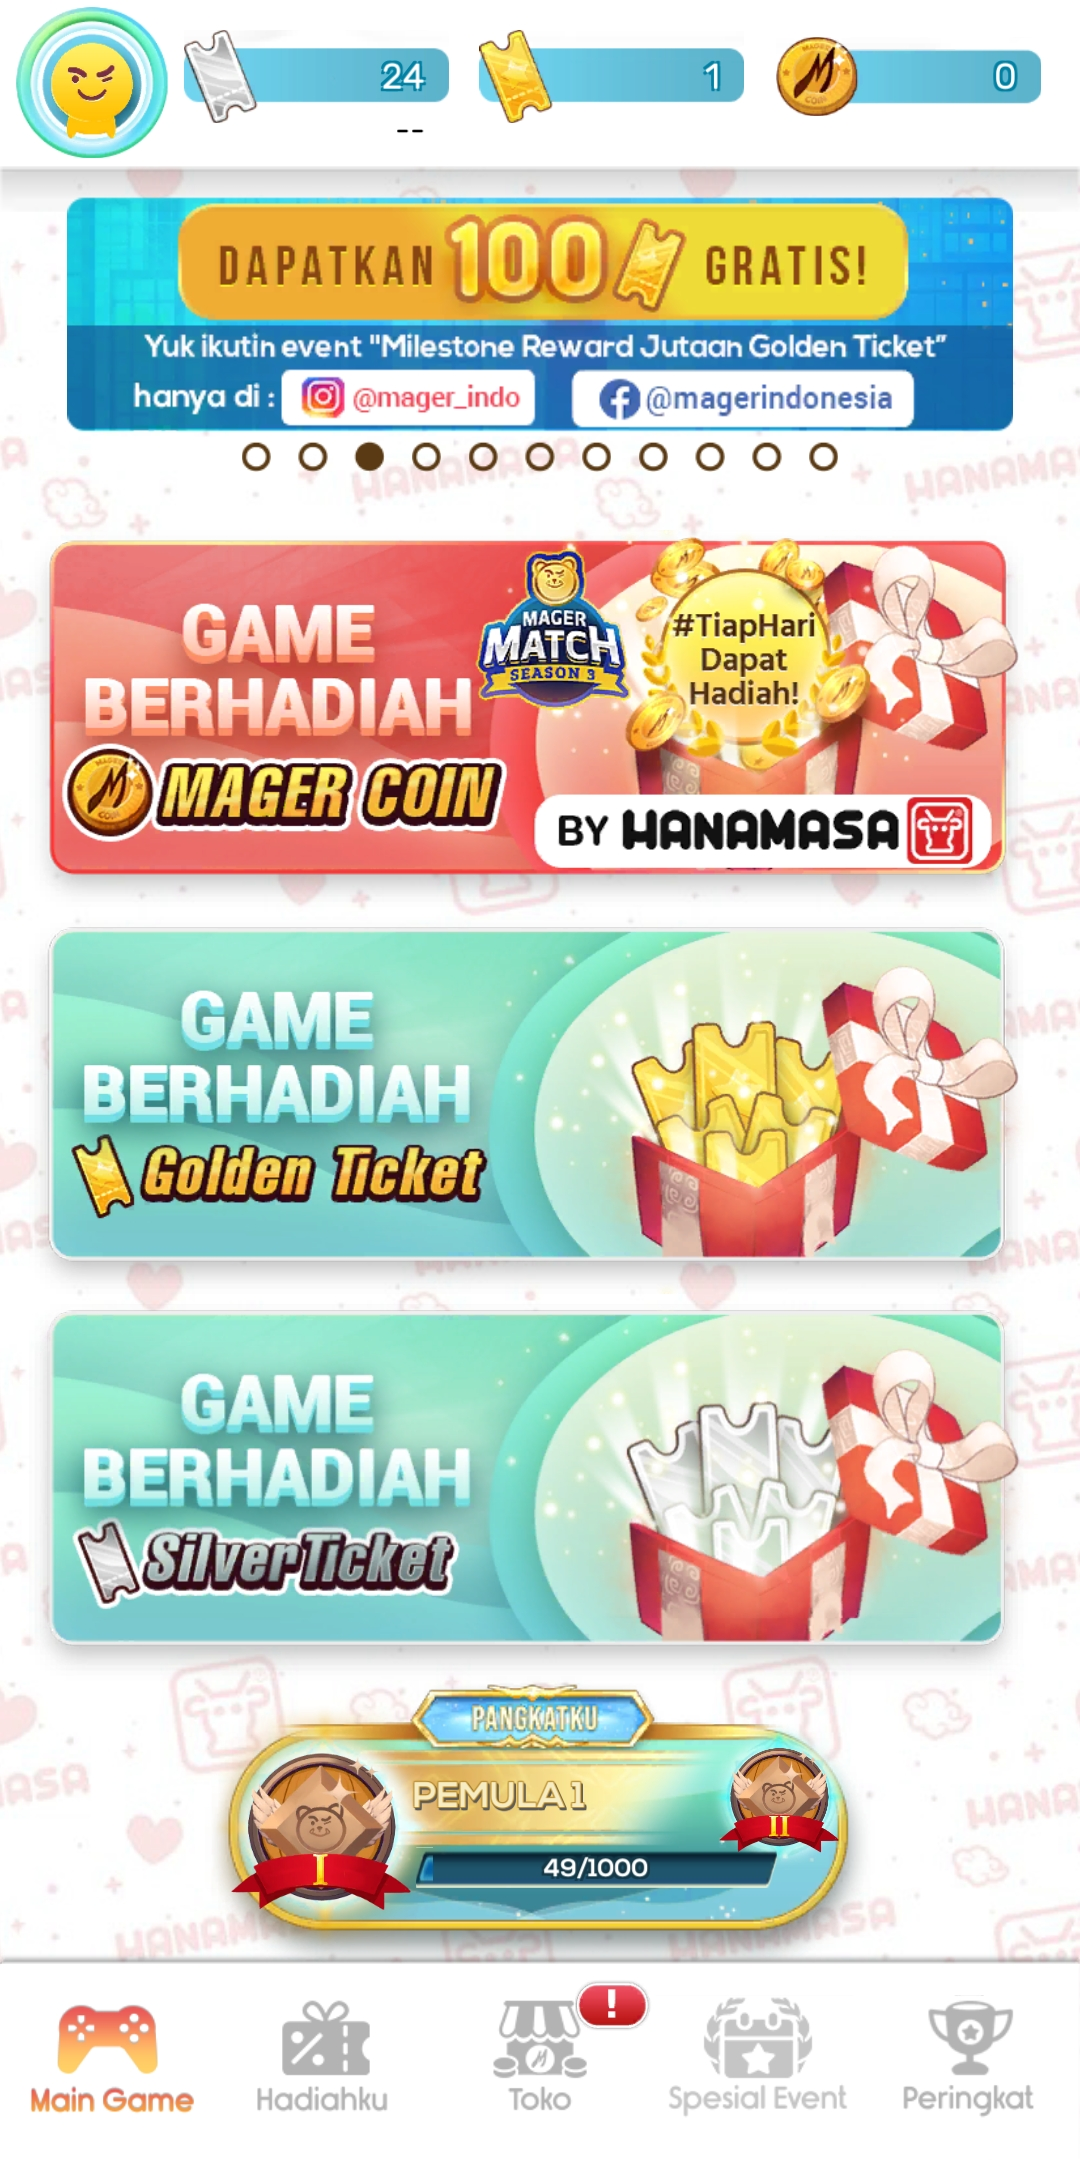 24
1
0
--
DAPATKAN 100 GRATIS!
Yuk ikutin event "Milestone Reward Jutaan Golden Ticket"
hanya di : @mager_indo @magerindonesia
GAME
BERHADIAH
MAGER COIN
MAGER
MATCH
SEASON 3
#TiapHari
Dapat
Hadiah!
BY HANAMASA
GAME
BERHADIAH
Golden Ticket
GAME
BERHADIAH
Silver Ticket
PANGKATKU
PEMULA 1
I
II
49/1000
!
Main Game
Hadiahku
Toko
Spesial Event
Peringkat